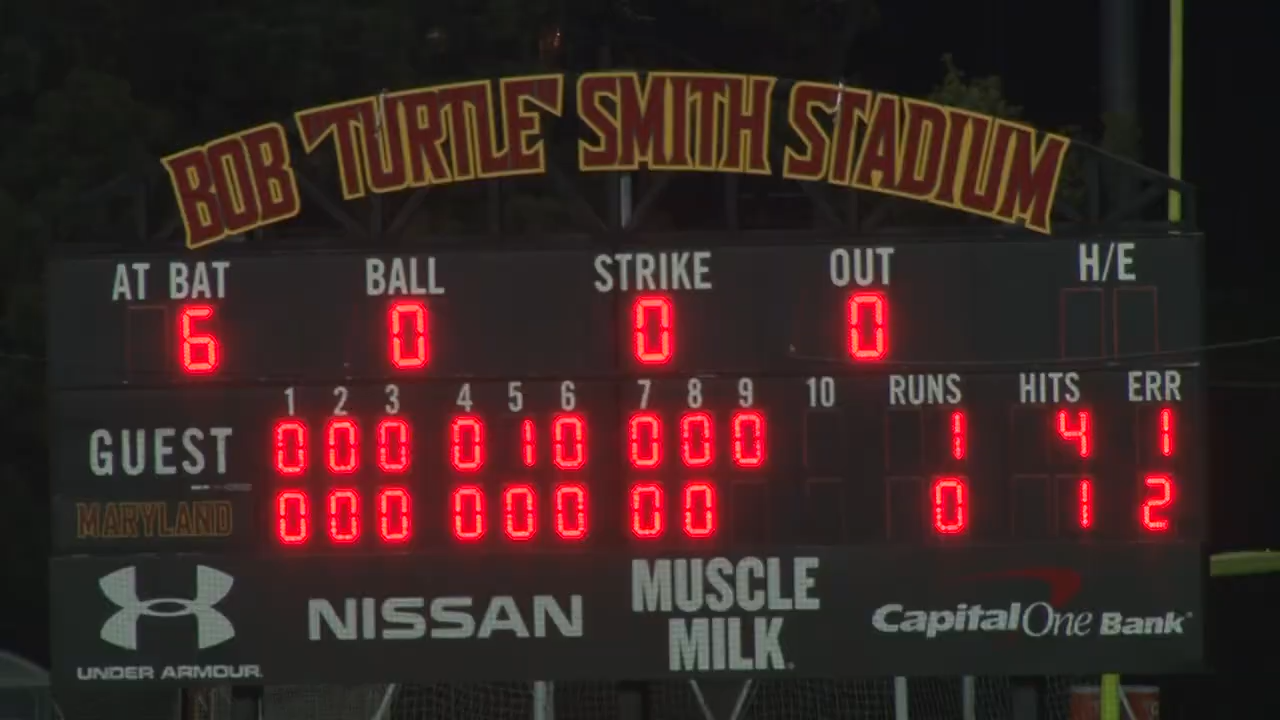 BOB TURTLE SMITH STADIUM
AT BAT BALL STRIKE OUT H/E
6 0 0 0
1 2 3 4 5 6 7 8 9 10 RUNS HITS ERR
GUEST 0 0 0 0 1 0 0 0 0 1 4 1
MARYLAND 0 0 0 0 0 0 0 0 0 1 2
UNDER ARMOUR. NISSAN MUSCLE MILK. Capital One Bank